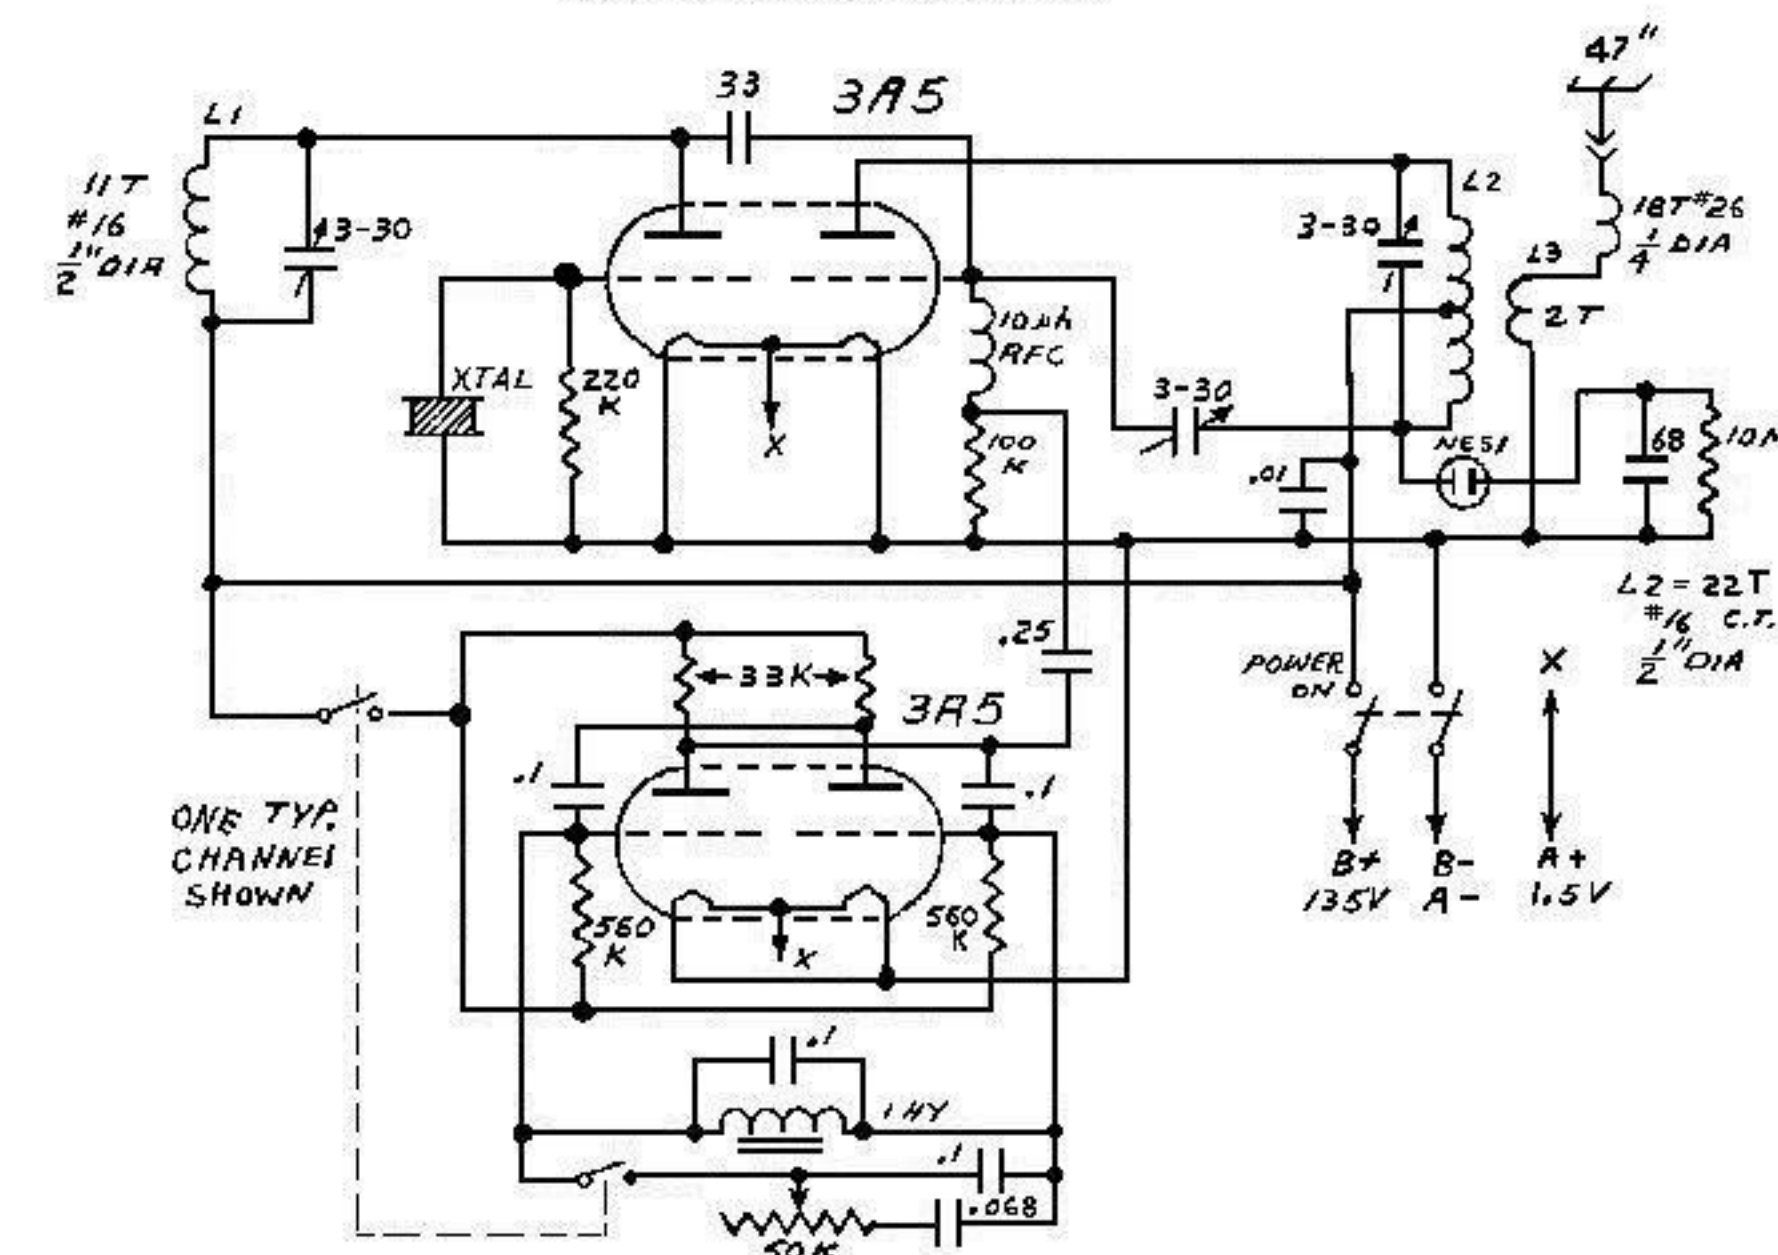 47"
33
3A5
L1
11T
#16
1/2" DIA
3-30
L2
3-30
18T #26
1/4 DIA
L3
2T
10µh
RFC
XTAL
220
K
X
3-30
100
K
NE51
.01
68
L2 = 22T
#16 C.T.
1/2" DIA
.25
POWER
ON
X
33K
3A5
.1
.1
ONE TYP.
CHANNEL
SHOWN
B+
135V
B-
A-
A+
1.5V
560
K
560
K
X
.1
1HY
.1
.068
50K